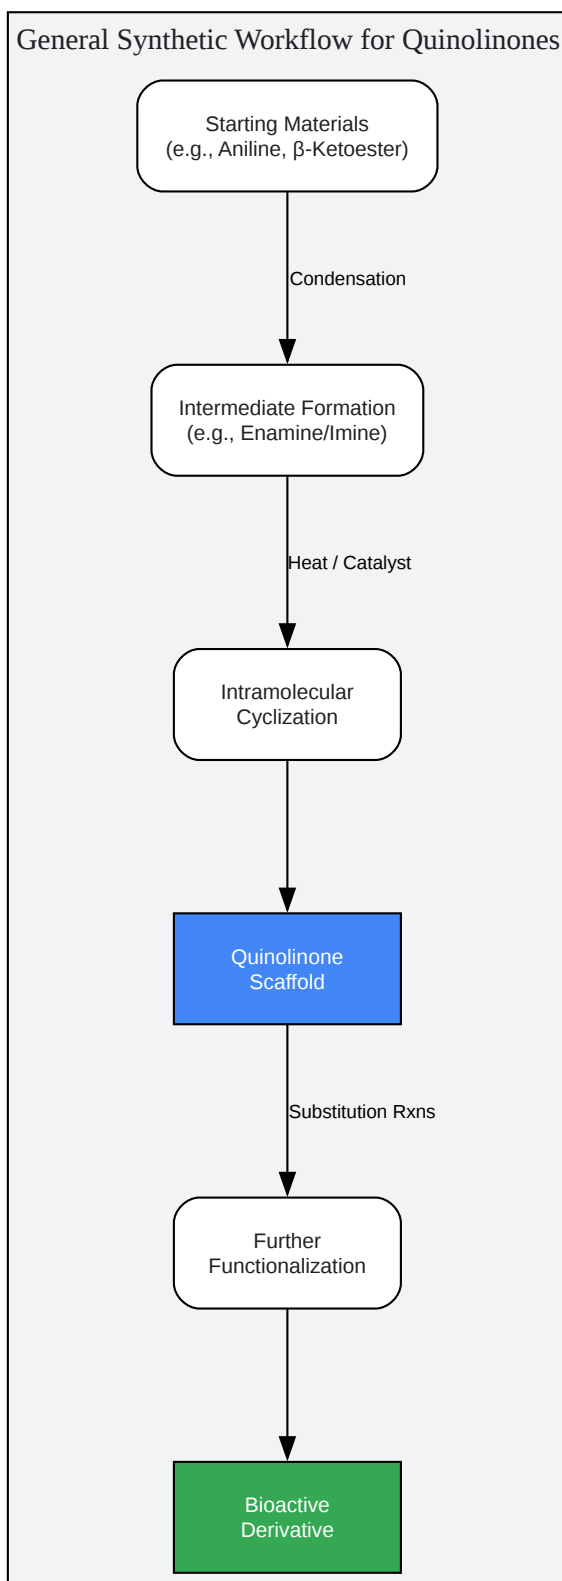 General Synthetic Workflow for Quinolinones
Starting Materials
(e.g., Aniline, β-Ketoester)
Condensation
Intermediate Formation
(e.g., Enamine/Imine)
Heat / Catalyst
Intramolecular
Cyclization
Quinolinone
Scaffold
Substitution Rxns
Further
Functionalization
Bioactive
Derivative